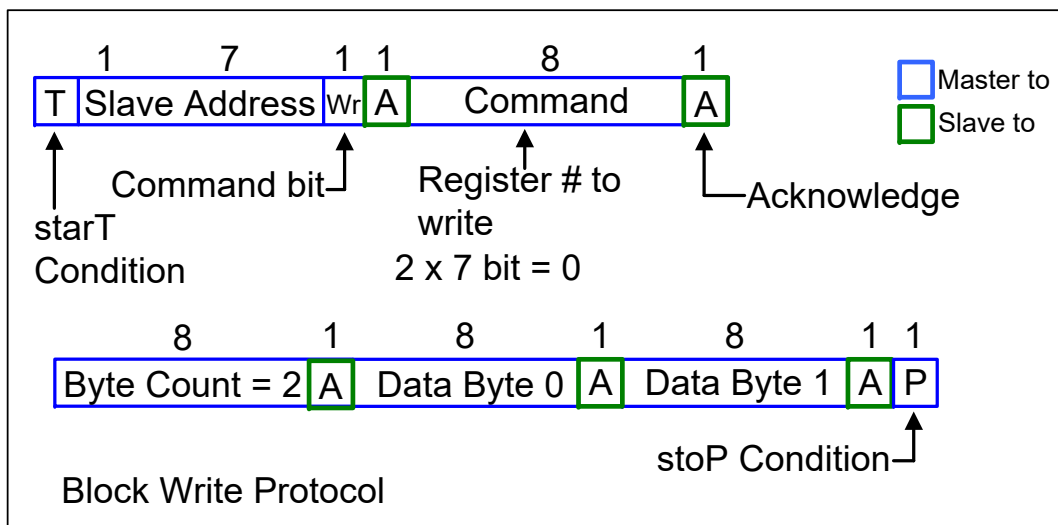 1 7 1 1 8 1
T Slave Address Wr A Command A
Master to
Slave to
Command bit
Register # to
write
2 x 7 bit = 0
Acknowledge
starT
Condition
8 1 8 1 8 1 1
Byte Count = 2 A Data Byte 0 A Data Byte 1 A P
stoP Condition
Block Write Protocol